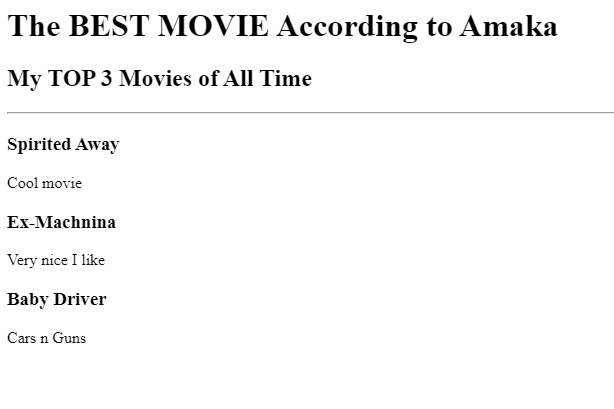 The BEST MOVIE According to Amaka
My TOP 3 Movies of All Time
Spirited Away
Cool movie
Ex-Machnina
Very nice I like
Baby Driver
Cars n Guns